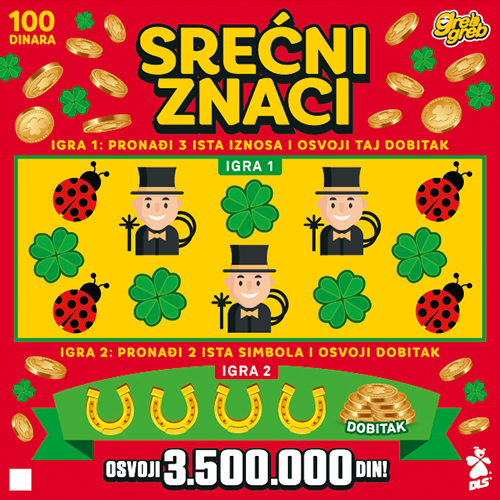 100
DINARA
greb
greb
SREĆNI
ZNACI
IGRA 1: PRONAĐI 3 ISTA IZNOSA I OSVOJI TAJ DOBITAK
IGRA 1
IGRA 2: PRONAĐI 2 ISTA SIMBOLA I OSVOJI DOBITAK
IGRA 2
DOBITAK
OSVOJI 3.500.000 DIN!
DLS